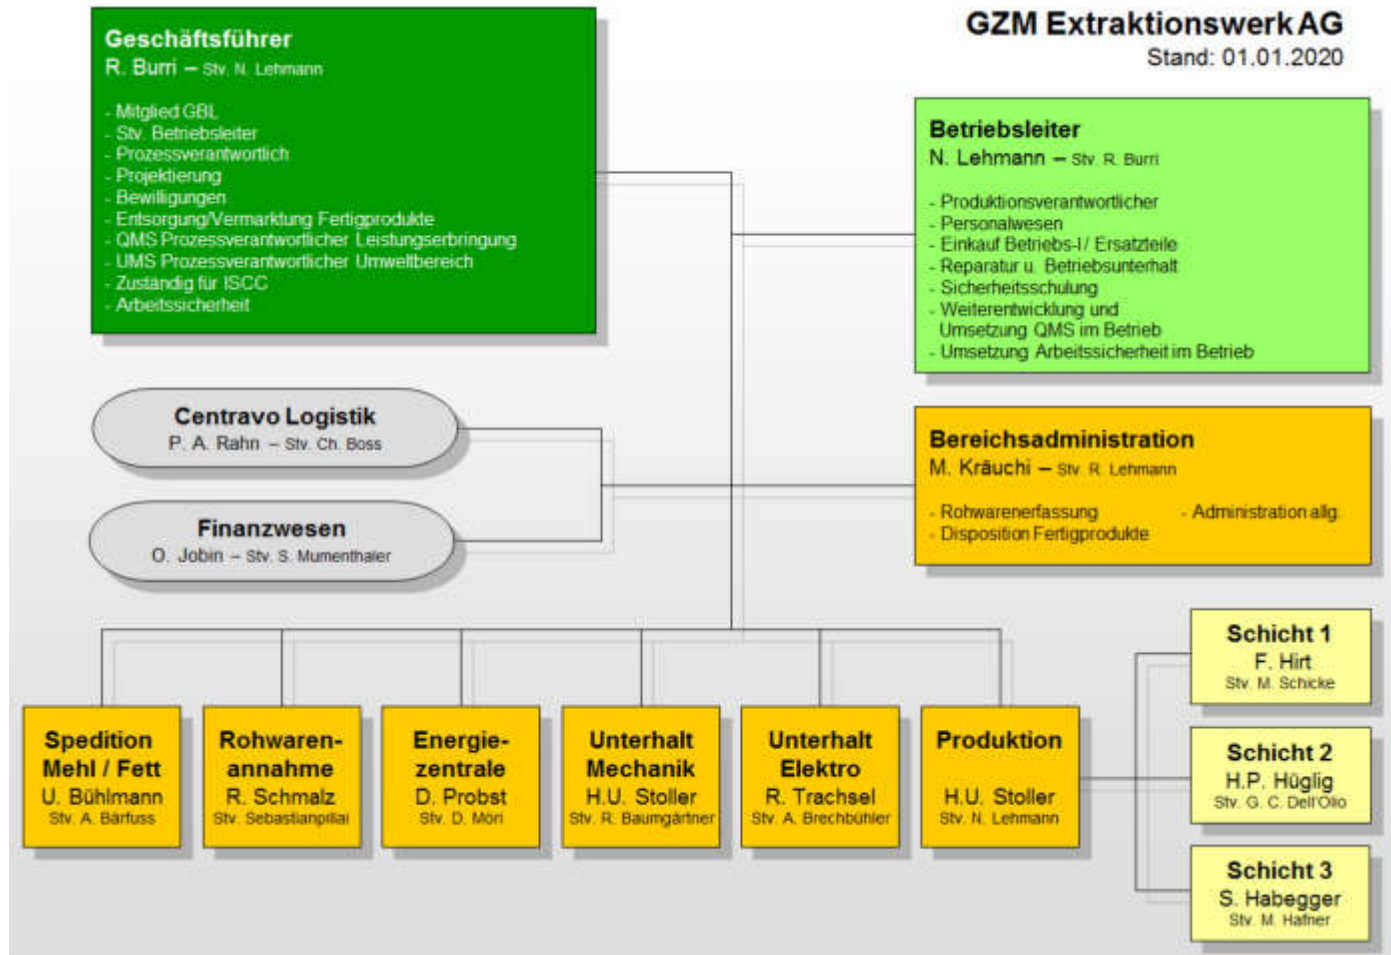 GZM Extraktionswerk AG
Stand: 01.01.2020
Geschäftsführer
R. Burri – Stv. N. Lehmann
- Mitglied GBL
- Stv. Betriebsleiter
- Prozessverantwortlich
- Projektierung
- Bewilligungen
- Entsorgung/Vermarktung Fertigprodukte
- QMS Prozessverantwortlicher Leistungserbringung
- UMS Prozessverantwortlicher Umweltbereich
- Zuständig für ISCC
- Arbeitssicherheit
Betriebsleiter
N. Lehmann – Stv. R. Burri
- Produktionsverantwortlicher
- Personalwesen
- Einkauf Betriebs-I / Ersatzteile
- Reparatur u. Betriebsunterhalt
- Sicherheitsschulung
- Weiterentwicklung und
Umsetzung QMS im Betrieb
- Umsetzung Arbeitssicherheit im Betrieb
Centravo Logistik
P. A. Rahn – Stv. Ch. Boss
Finanzwesen
O. Jobin – Stv. S. Mumenthaler
Bereichsadministration
M. Kräuchi – Stv. R. Lehmann
- Rohwarenerfassung - Administration allg.
- Disposition Fertigprodukte
Spedition
Mehl / Fett
U. Bühlmann
Stv. A. Bärfuss
Rohwaren-
annahme
R. Schmalz
Stv. Sebastianpillai
Energie-
zentrale
D. Probst
Stv. D. Möri
Unterhalt
Mechanik
H.U. Stoller
Stv. R. Baumgärtner
Unterhalt
Elektro
R. Trachsel
Stv. A. Brechbühler
Produktion
H.U. Stoller
Stv. N. Lehmann
Schicht 1
F. Hirt
Stv. M. Schicke
Schicht 2
H.P. Hüglig
Stv. G. C. Dell'Olio
Schicht 3
S. Habegger
Stv. M. Hafner